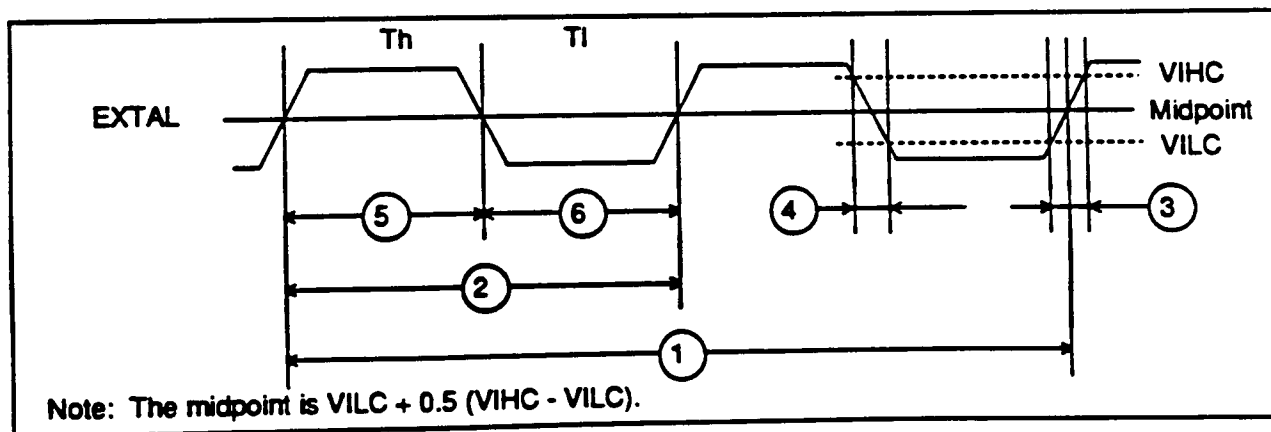 Th Tl
VIHC
EXTAL Midpoint
VILC
5 6 4 3
2
1
Note: The midpoint is VILC + 0.5 (VIHC - VILC).